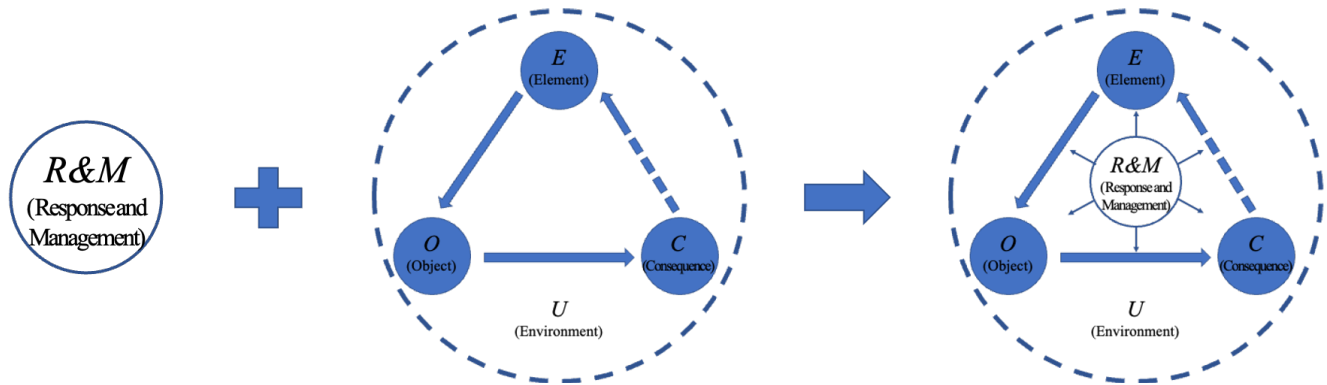 R&M
(Response and
Management)
E
(Element)
O
(Object)
C
(Consequence)
U
(Environment)
E
(Element)
R&M
(Response and
Management)
O
(Object)
C
(Consequence)
U
(Environment)